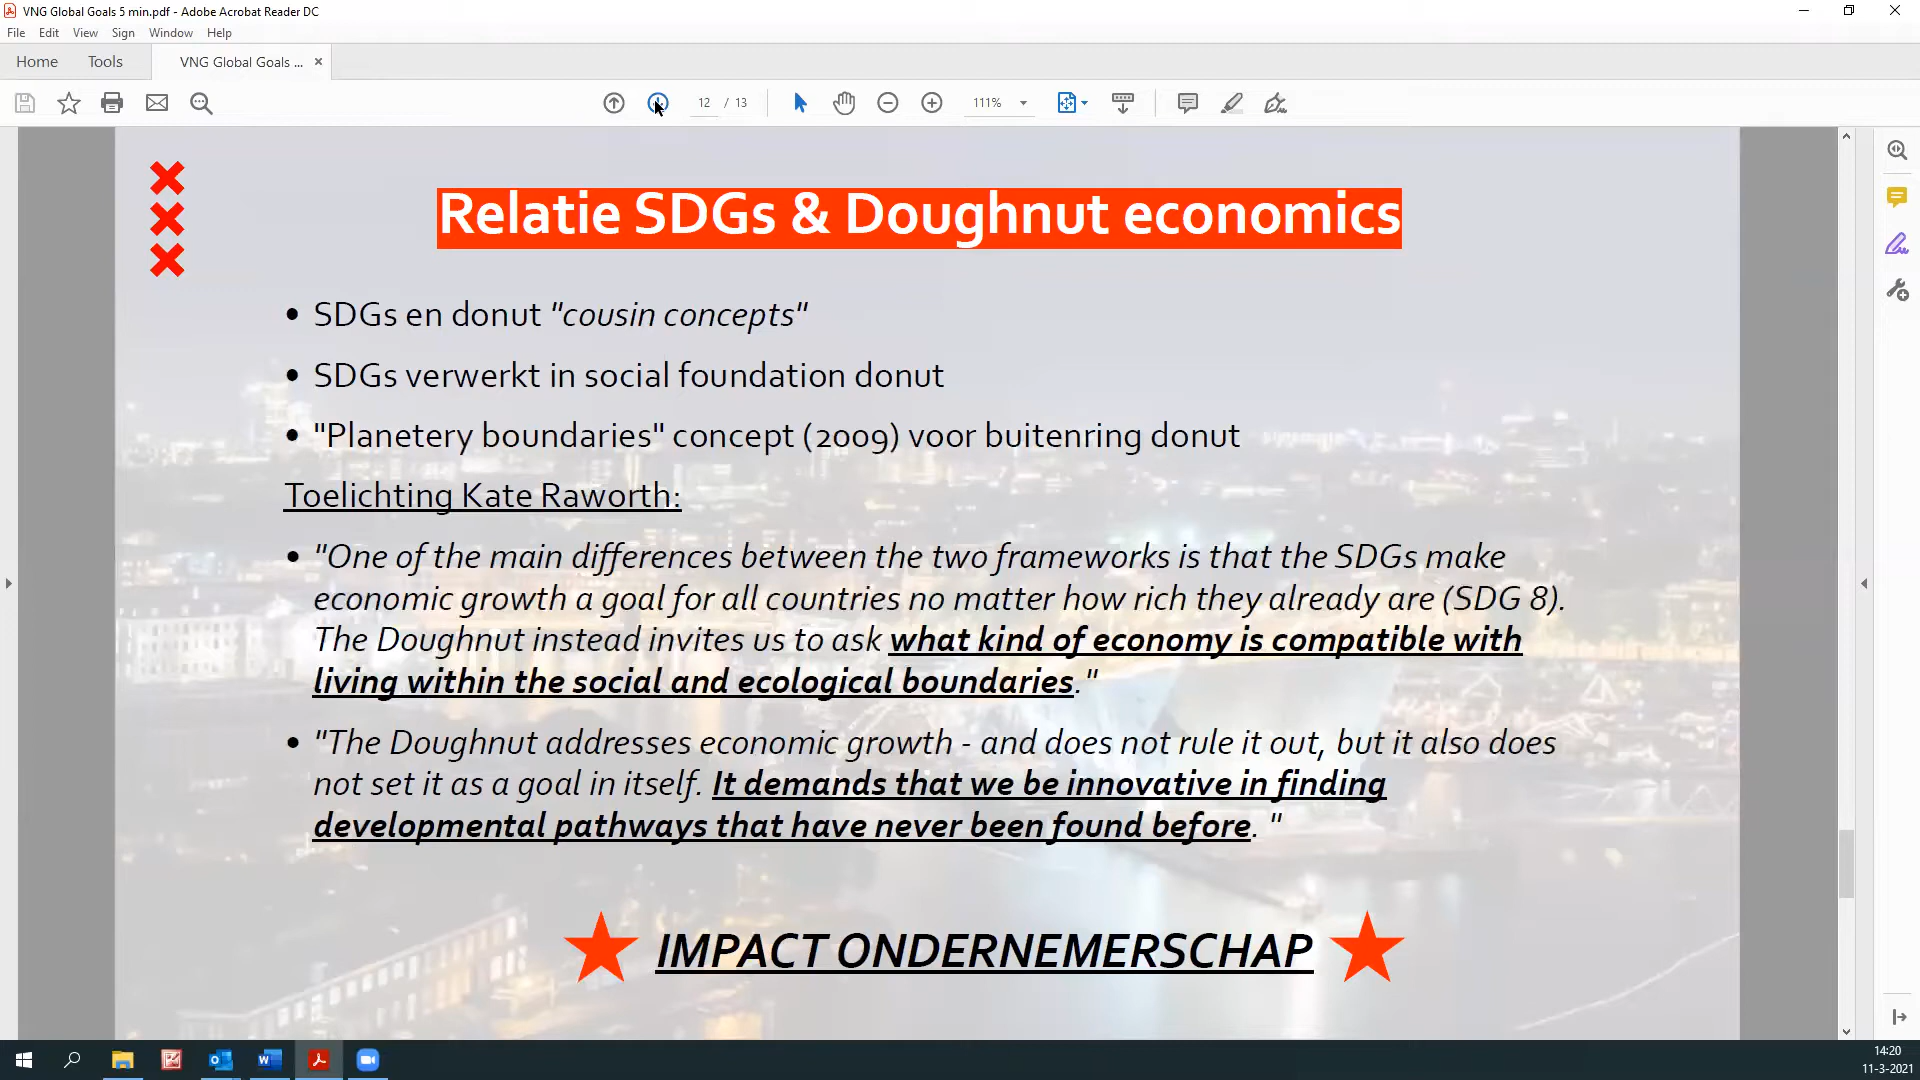 VNG Global Goals 5 min.pdf - Adobe Acrobat Reader DC
File Edit View Sign Window Help
Home Tools VNG Global Goals ...
12 / 13 111%
Relatie SDGs & Doughnut economics
• SDGs en donut "cousin concepts"
• SDGs verwerkt in social foundation donut
• "Planetery boundaries" concept (2009) voor buitenring donut
Toelichting Kate Raworth:
• "One of the main differences between the two frameworks is that the SDGs make
economic growth a goal for all countries no matter how rich they already are (SDG 8).
The Doughnut instead invites us to ask what kind of economy is compatible with
living within the social and ecological boundaries."
• "The Doughnut addresses economic growth - and does not rule it out, but it also does
not set it as a goal in itself. It demands that we be innovative in finding
developmental pathways that have never been found before. "
IMPACT ONDERNEMERSCHAP
14:20
11-3-2021